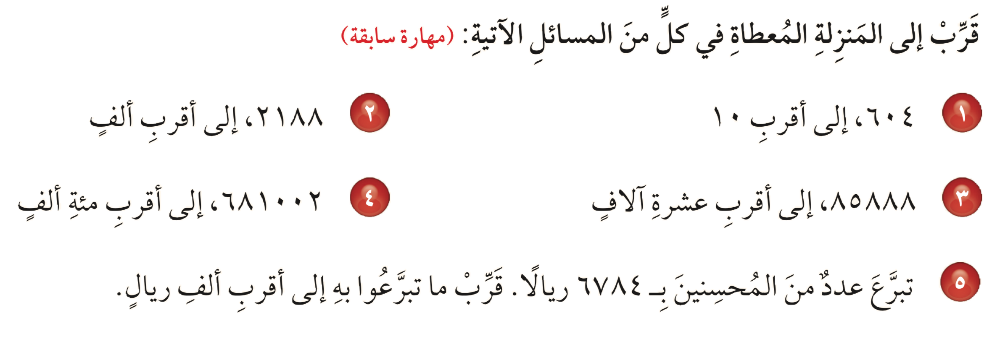 قَرِّبْ إلى المَنزِلةِ المُعطاةِ في كلٍّ منَ المسائلِ الآتيةِ: (مهارة سابقة)
١ ٦٠٤، إلى أقربِ ١٠
٢ ٢١٨٨، إلى أقربِ ألفٍ
٣ ٨٥٨٨٨، إلى أقربِ عشرةِ آلافٍ
٤ ٦٨١٠٠٢، إلى أقربِ مئةِ ألفٍ
٥ تبرَّعَ عددٌ منَ المُحسِنينَ بِـ ٦٧٨٤ ريالًا. قَرِّبْ ما تبرَّعُوا بهِ إلى أقربِ ألفِ ريالٍ.